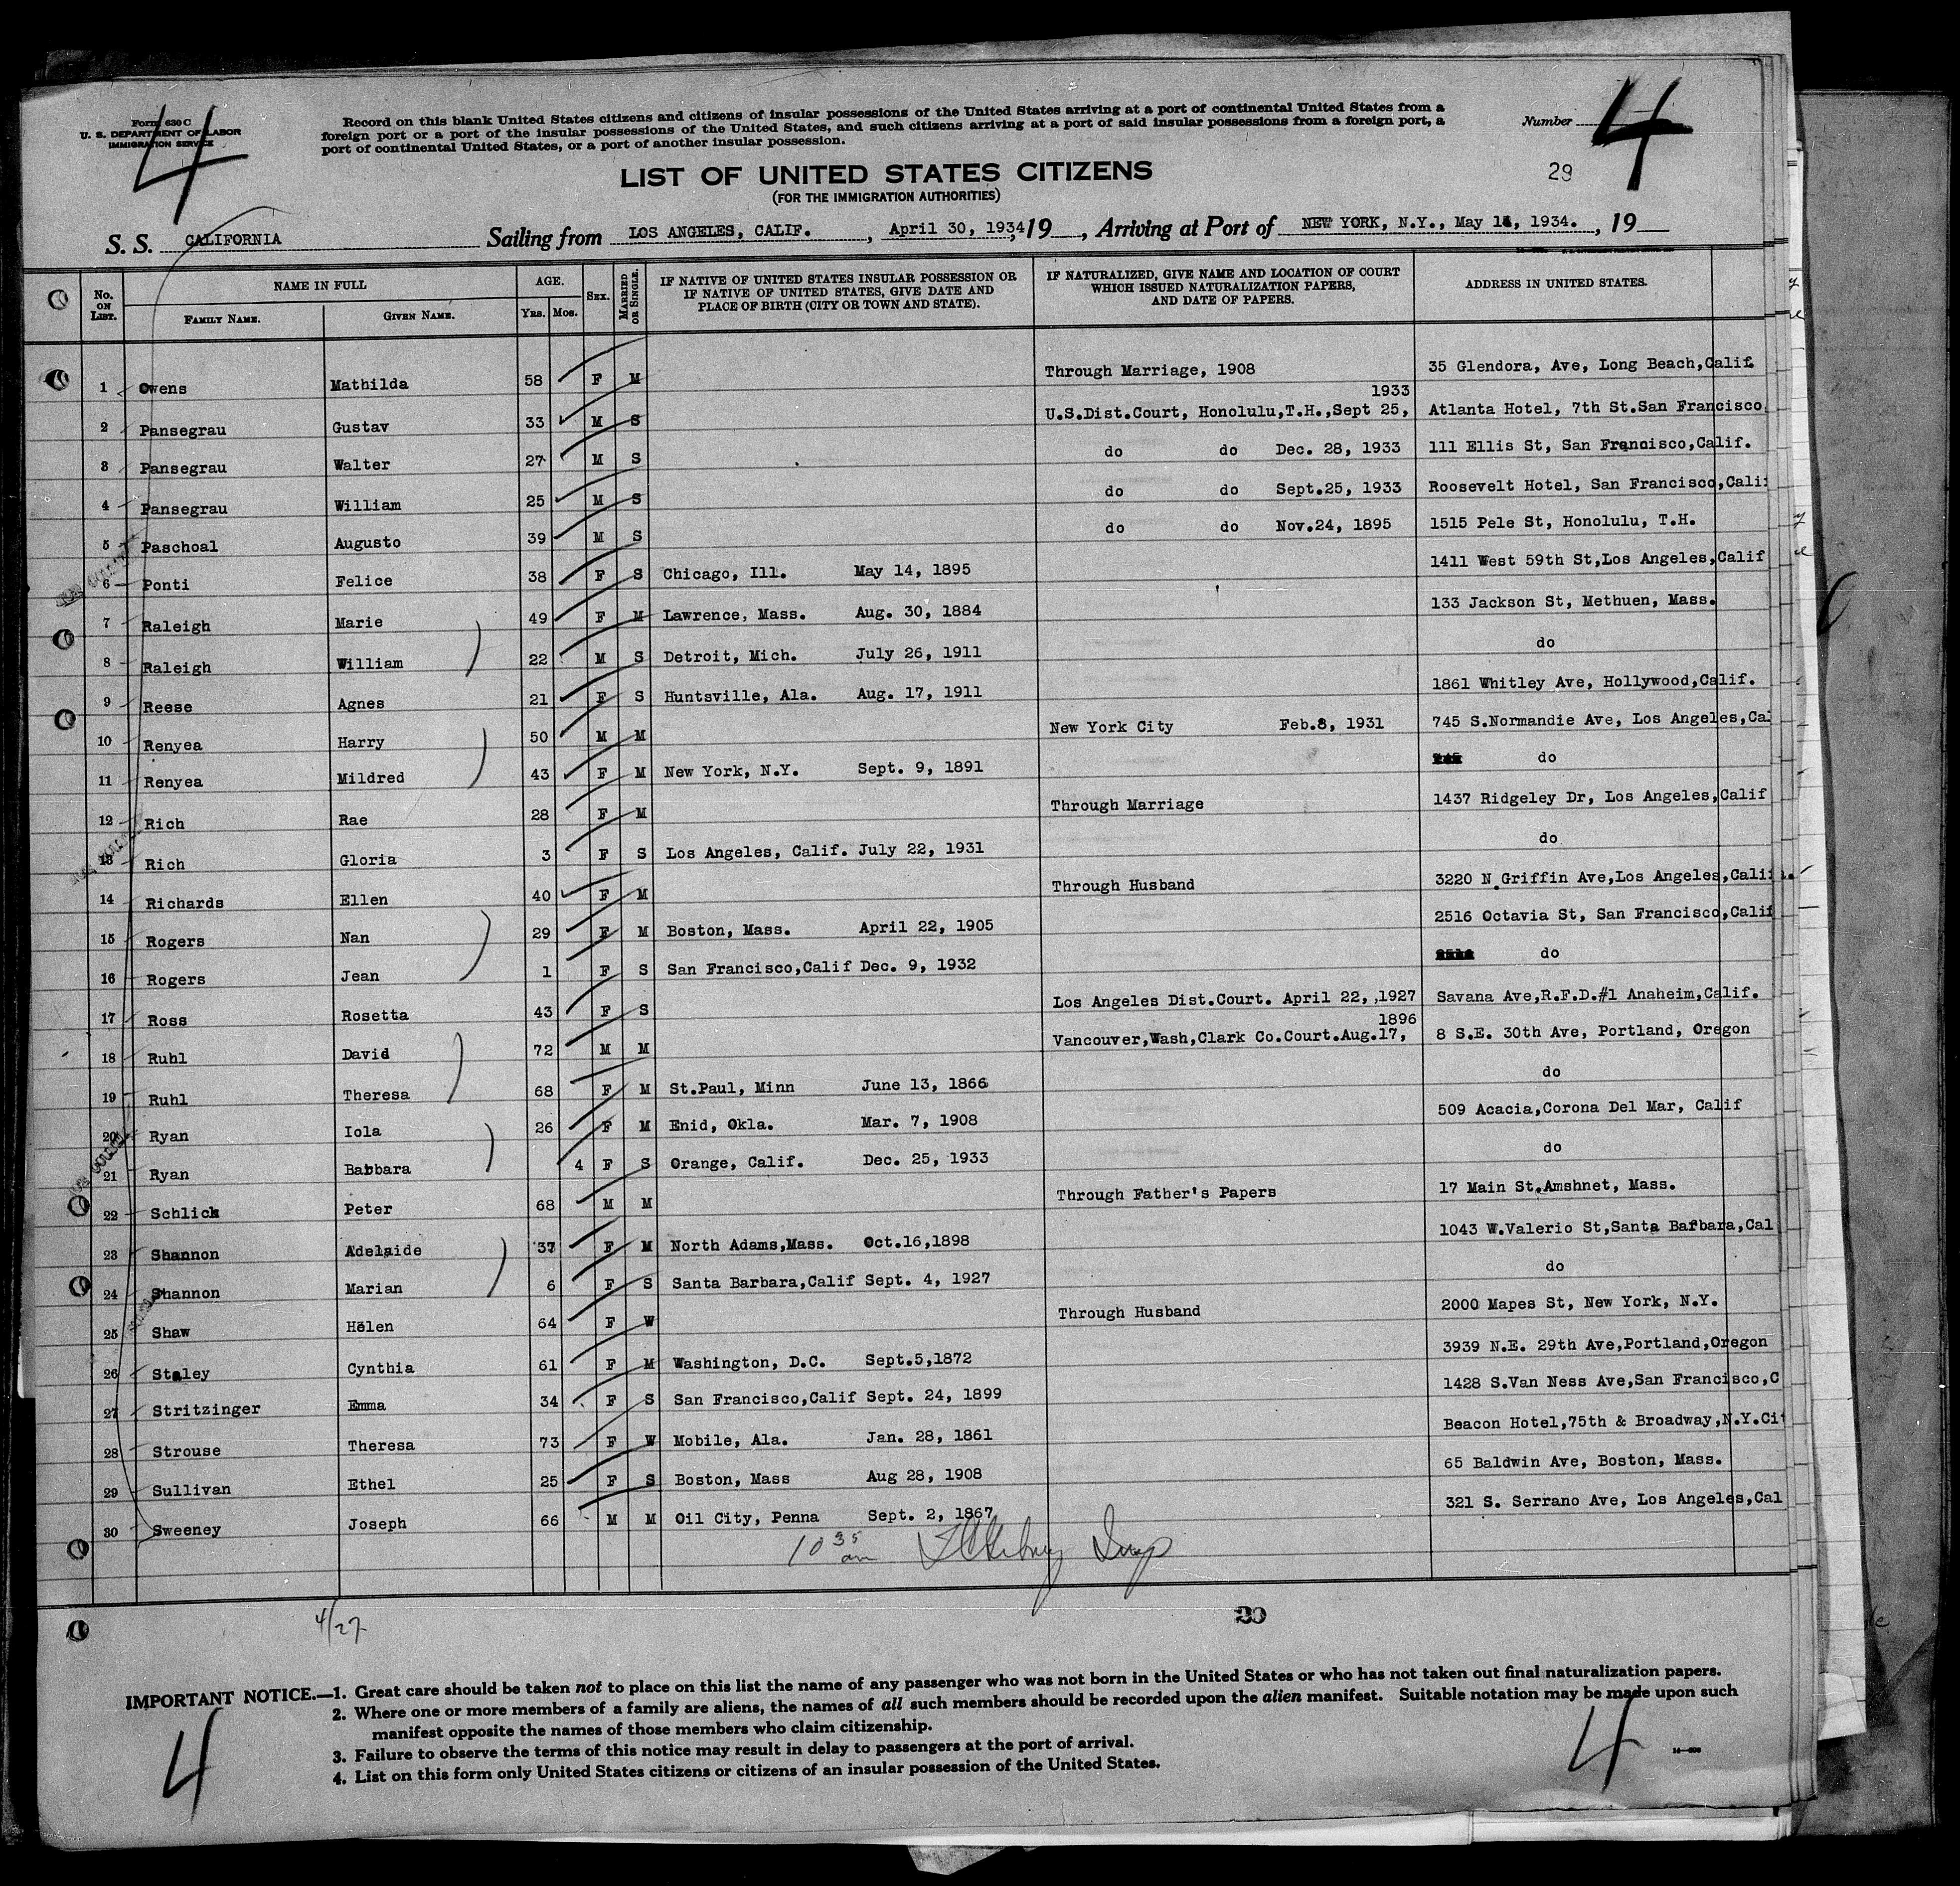 4
4
Form 630 C
U. S. DEPARTMENT OF LABOR
IMMIGRATION SERVICE
Record on this blank United States citizens and citizens of insular possessions of the United States arriving at a port of continental United States from a
foreign port or a port of the insular possessions of the United States, and such citizens arriving at a port of said insular possessions from a foreign port, a
port of continental United States, or a port of another insular possession.
Number
LIST OF UNITED STATES CITIZENS
(FOR THE IMMIGRATION AUTHORITIES)
29
S. S. CALIFORNIA Sailing from LOS ANGELES, CALIF. , April 30, 1934, 19 , Arriving at Port of NEW YORK, N.Y., May 14, 1934. , 19
No. ON LIST. NAME IN FULL FAMILY NAME. GIVEN NAME. AGE. YRS. MOS. SEX. MARRIED OR SINGLE. IF NATIVE OF UNITED STATES INSULAR POSSESSION OR IF NATIVE OF UNITED STATES, GIVE DATE AND PLACE OF BIRTH (CITY OR TOWN AND STATE). IF NATURALIZED, GIVE NAME AND LOCATION OF COURT WHICH ISSUED NATURALIZATION PAPERS, AND DATE OF PAPERS. ADDRESS IN UNITED STATES.
1 Owens Mathilda 58 F M Through Marriage, 1908 35 Glendora, Ave, Long Beach,Calif.
2 Pansegrau Gustav 33 M S U.S.Dist.Court, Honolulu,T.H.,Sept 25, 1933 Atlanta Hotel, 7th St.San Francisco
3 Pansegrau Walter 27 M S do do Dec. 28, 1933 111 Ellis St, San Francisco,Calif.
4 Pansegrau William 25 M S do do Sept.25, 1933 Roosevelt Hotel, San Francisco,Cali
5 Paschoal Augusto 39 M S do do Nov.24, 1895 1515 Pele St, Honolulu, T.H.
6 Ponti Felice 38 F S Chicago, Ill. May 14, 1895 1411 West 59th St,Los Angeles,Calif
7 Raleigh Marie 49 F M Lawrence, Mass. Aug. 30, 1884 133 Jackson St, Methuen, Mass.
8 Raleigh William 22 M S Detroit, Mich. July 26, 1911 do
9 Reese Agnes 21 F S Huntsville, Ala. Aug. 17, 1911 1861 Whitley Ave, Hollywood,Calif.
10 Renyea Harry 50 M M New York City Feb.8, 1931 745 S.Normandie Ave, Los Angeles,Ca
11 Renyea Mildred 43 F M New York, N.Y. Sept. 9, 1891 do
12 Rich Rae 28 F M Through Marriage 1437 Ridgeley Dr, Los Angeles,Calif
13 Rich Gloria 3 F S Los Angeles, Calif. July 22, 1931 do
14 Richards Ellen 40 F M Through Husband 3220 N.Griffin Ave,Los Angeles,Calif.
15 Rogers Nan 29 F M Boston, Mass. April 22, 1905 2516 Octavia St, San Francisco,Calif
16 Rogers Jean 1 F S San Francisco,Calif Dec. 9, 1932 do
17 Ross Rosetta 43 F S Los Angeles Dist.Court. April 22, ,1927 Savana Ave,R.F.D.#1 Anaheim,Calif.
18 Ruhl David 72 M M Vancouver,Wash,Clark Co.Court.Aug.17, 1896 8 S.E. 30th Ave, Portland, Oregon
19 Ruhl Theresa 68 F M St.Paul, Minn June 13, 1866 do
20 Ryan Iola 26 F M Enid, Okla. Mar. 7, 1908 509 Acacia,Corona Del Mar, Calif
21 Ryan Barbara 4 F S Orange, Calif. Dec. 25, 1933 do
22 Schlick Peter 68 M M Through Father's Papers 17 Main St.Amshnet, Mass.
23 Shannon Adelaide 37 F M North Adams,Mass. Oct.16,1898 1043 W.Valerio St,Santa Barbara,Cal
24 Shannon Marian 6 F S Santa Barbara,Calif Sept. 4, 1927 do
25 Shaw Helen 64 F W Through Husband 2000 Mapes St, New York, N.Y.
26 Staley Cynthia 61 F M Washington, D.C. Sept.5,1872 3939 N.E. 29th Ave,Portland,Oregon
27 Stritzinger Emma 34 F S San Francisco,Calif Sept. 24, 1899 1428 S.Van Ness Ave,San Francisco,C
28 Strouse Theresa 73 F W Mobile, Ala. Jan. 28, 1861 Beacon Hotel,75th & Broadway,N.Y.Cit
29 Sullivan Ethel 25 F S Boston, Mass Aug 28, 1908 65 Baldwin Ave, Boston, Mass.
30 Sweeney Joseph 66 M M Oil City, Penna Sept. 2, 1867 321 S. Serrano Ave, Los Angeles,Cal
10 35 am Insp
4/27
20
IMPORTANT NOTICE.—1. Great care should be taken not to place on this list the name of any passenger who was not born in the United States or who has not taken out final naturalization papers.
2. Where one or more members of a family are aliens, the names of all such members should be recorded upon the alien manifest. Suitable notation may be made upon such
manifest opposite the names of those members who claim citizenship.
3. Failure to observe the terms of this notice may result in delay to passengers at the port of arrival.
4. List on this form only United States citizens or citizens of an insular possession of the United States.
4
4